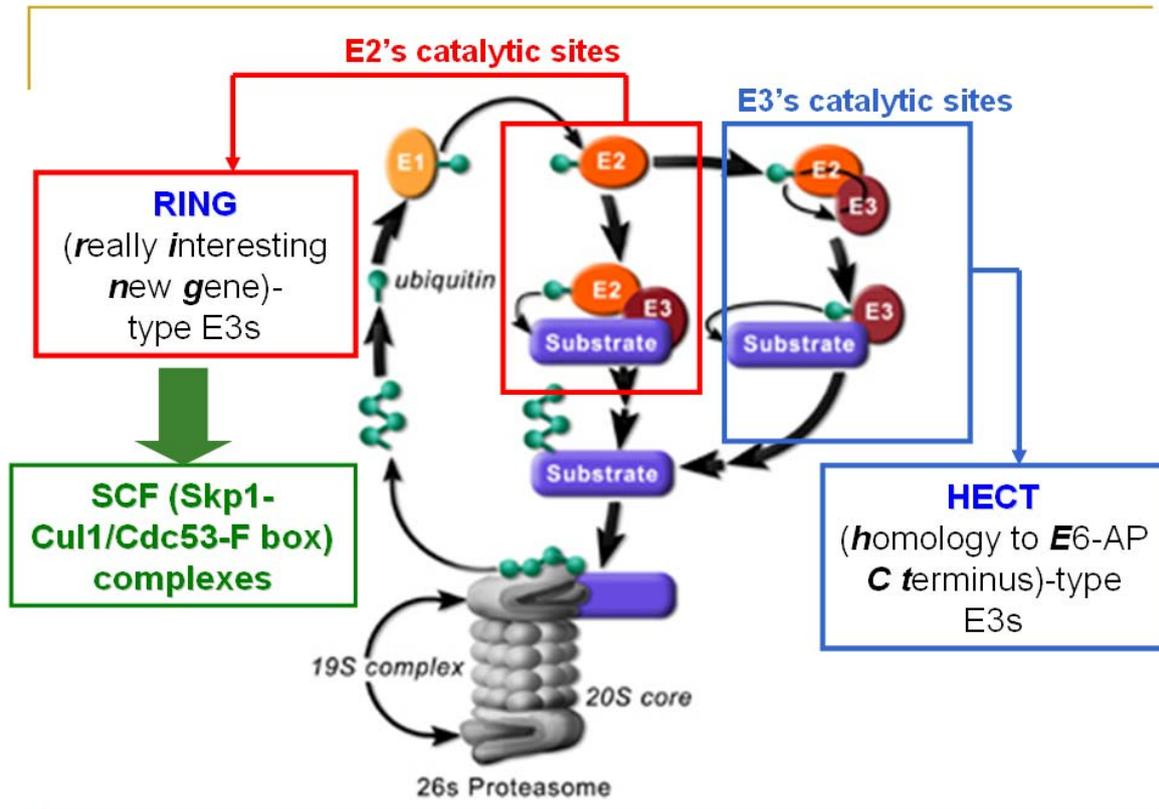 E2's catalytic sites
E3's catalytic sites
E1
E2
E2
E3
RING
(really interesting
new gene)-
type E3s
ubiquitin
E2
E3
Substrate
E3
Substrate
SCF (Skp1-
Cul1/Cdc53-F box)
complexes
Substrate
HECT
(homology to E6-AP
C terminus)-type
E3s
19S complex
20S core
26s Proteasome